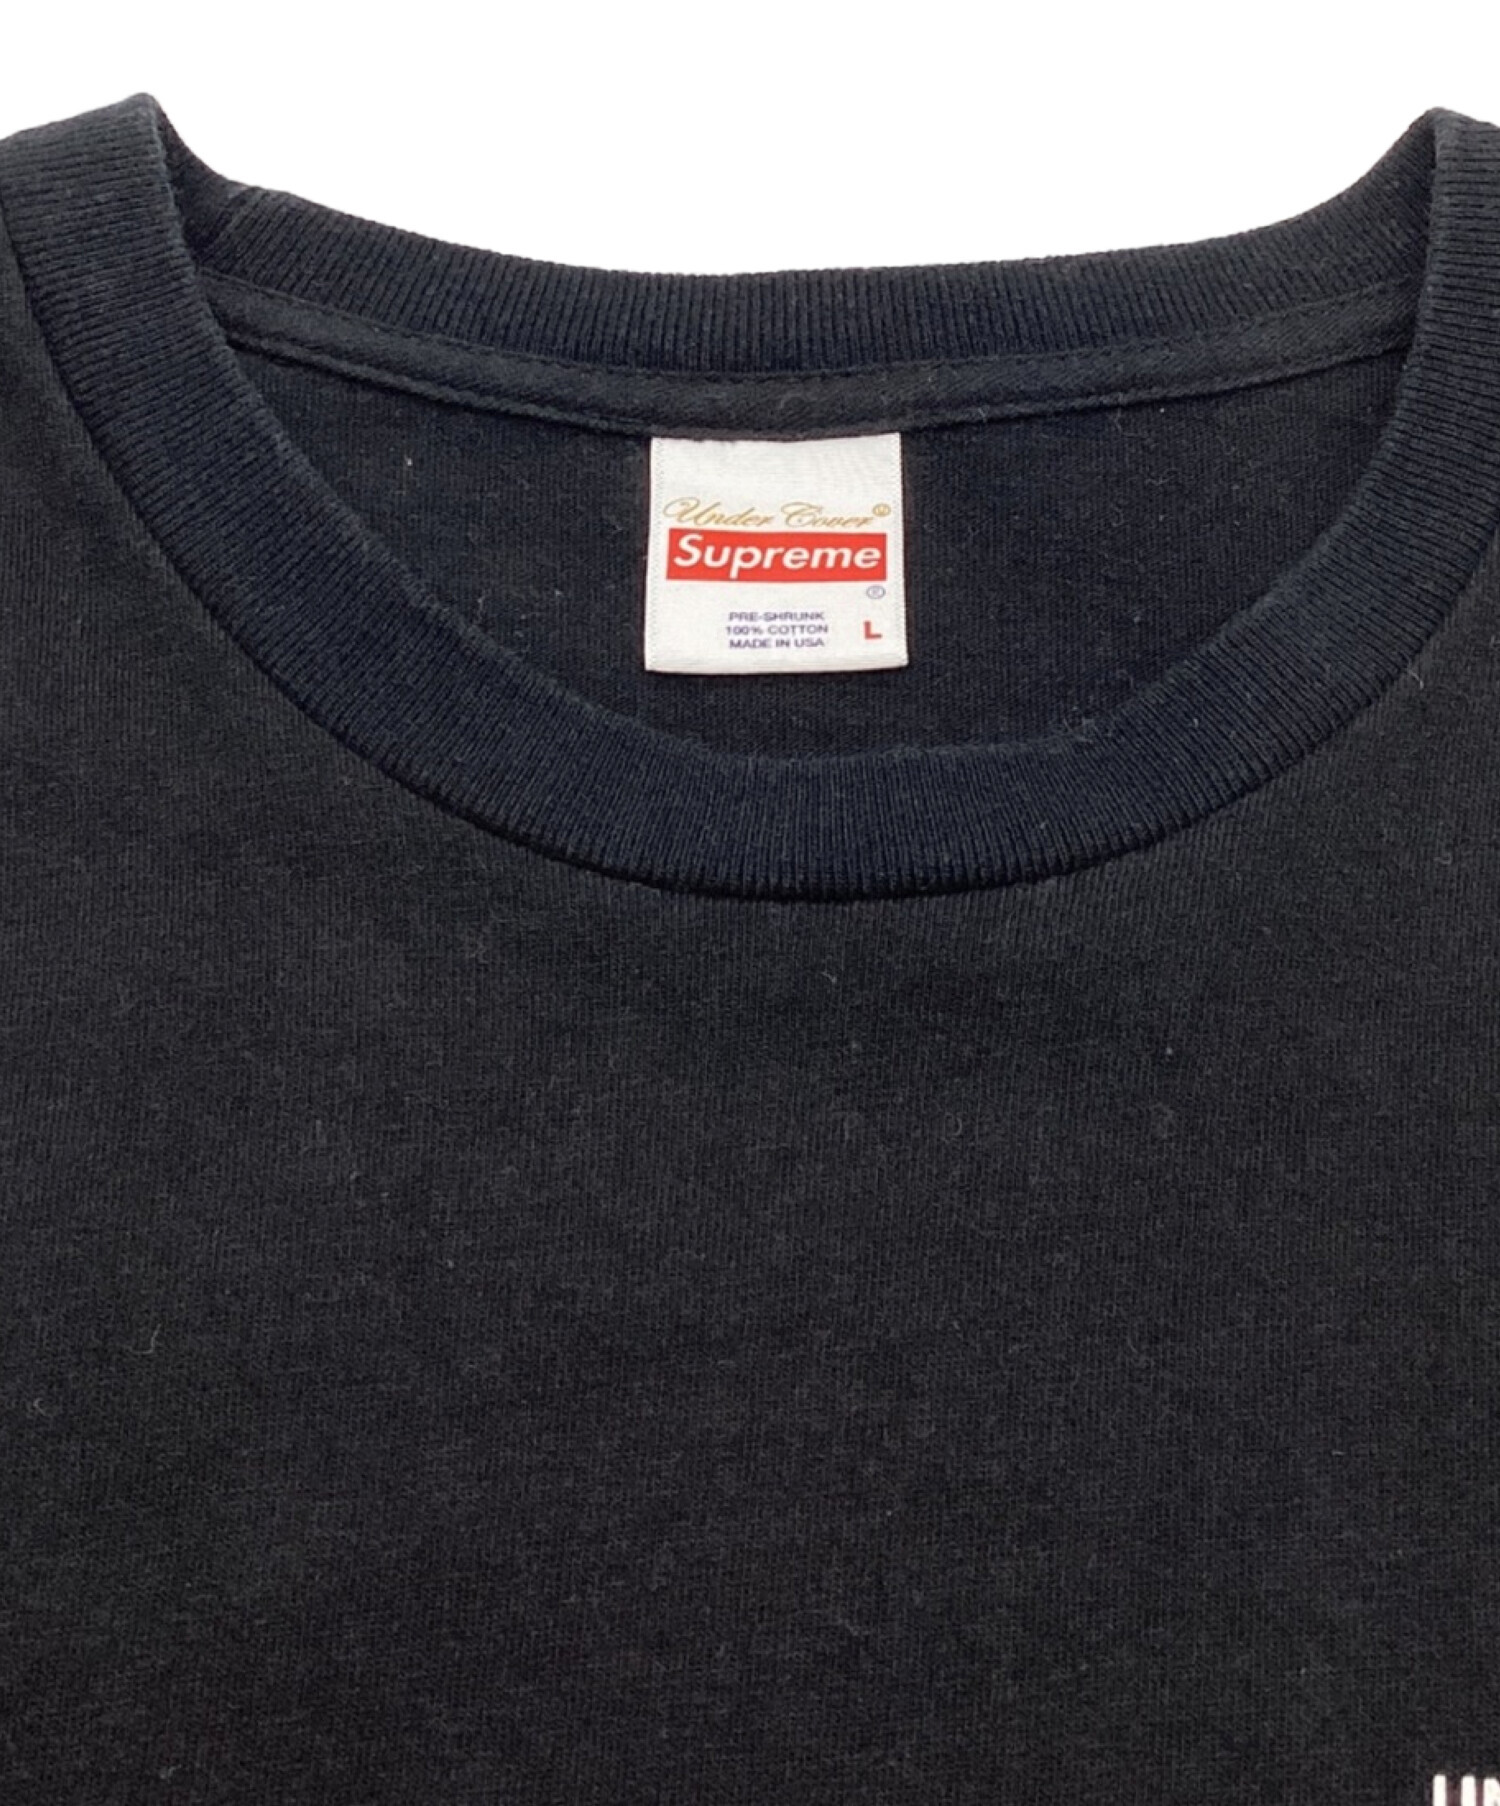 Under Cover®
Supreme
®
PRE-SHRUNK
100% COTTON L
MADE IN USA